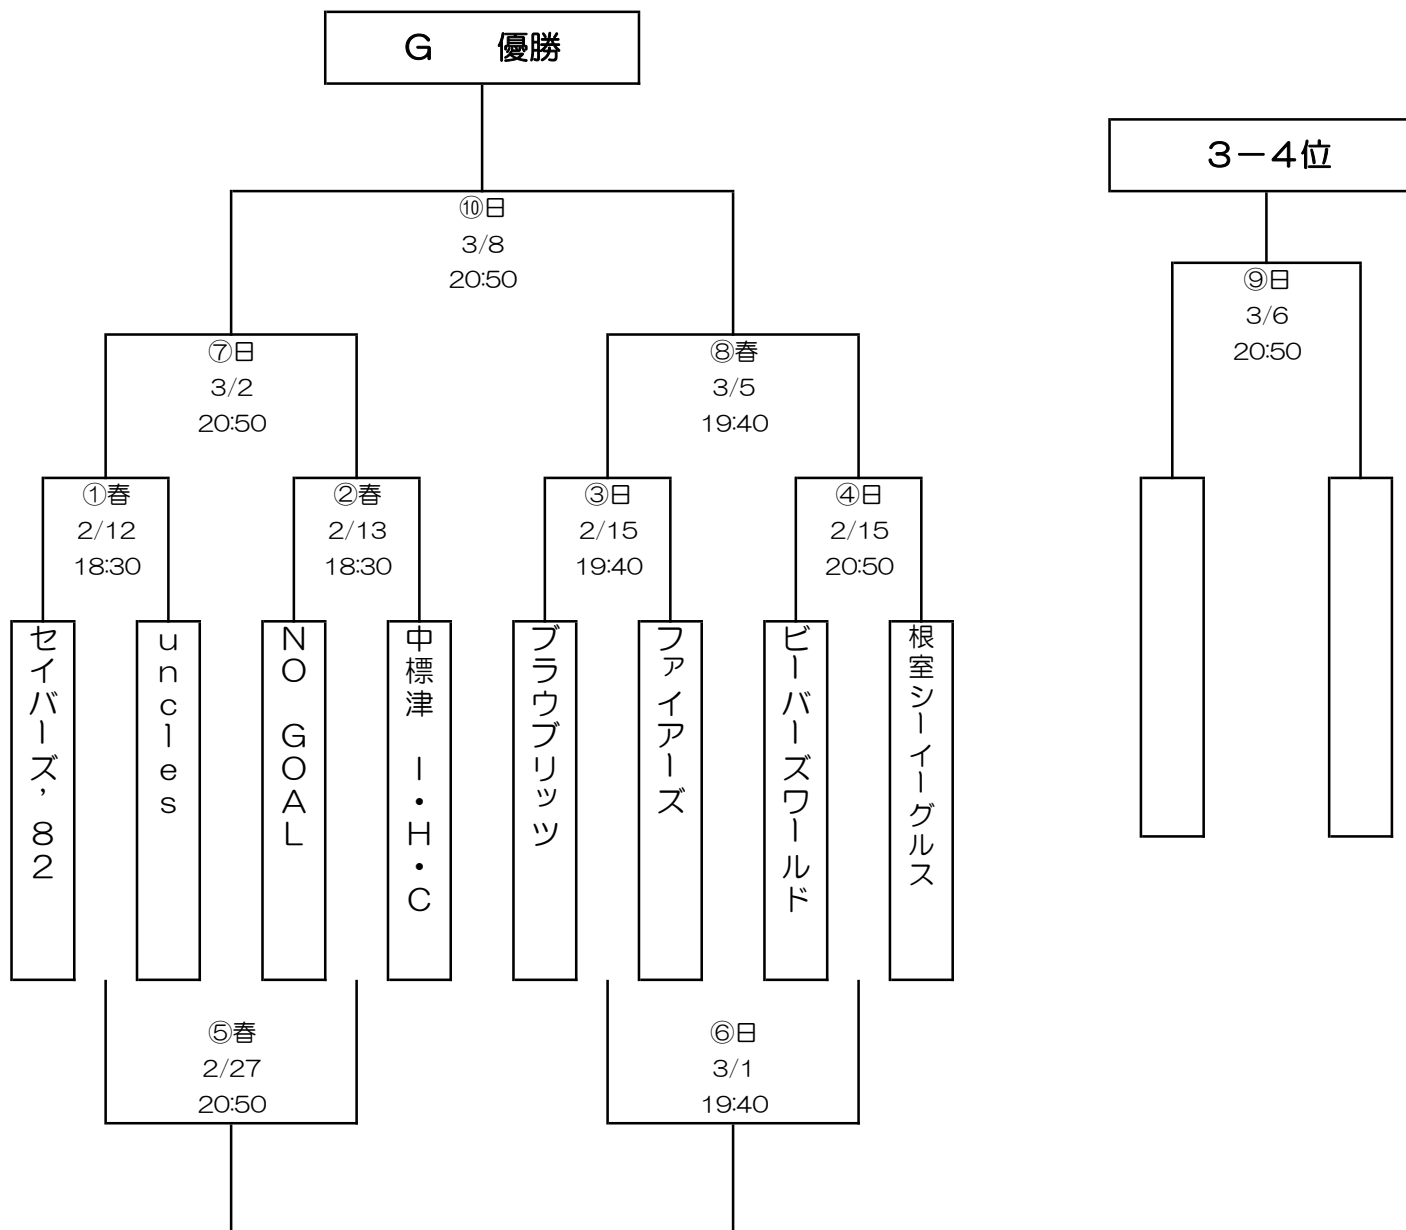 G　優勝
3－4位
⑩日
3/8
20:50
⑨日
3/6
20:50
⑦日
3/2
20:50
⑧春
3/5
19:40
①春
2/12
18:30
②春
2/13
18:30
③日
2/15
19:40
④日
2/15
20:50
セイバーズ，82
uncles
NO　GOAL
中標津　I・H・C
ブラウブリッツ
ファイアーズ
ビーバーズワールド
根室シーイーグルス
⑤春
2/27
20:50
⑥日
3/1
19:40